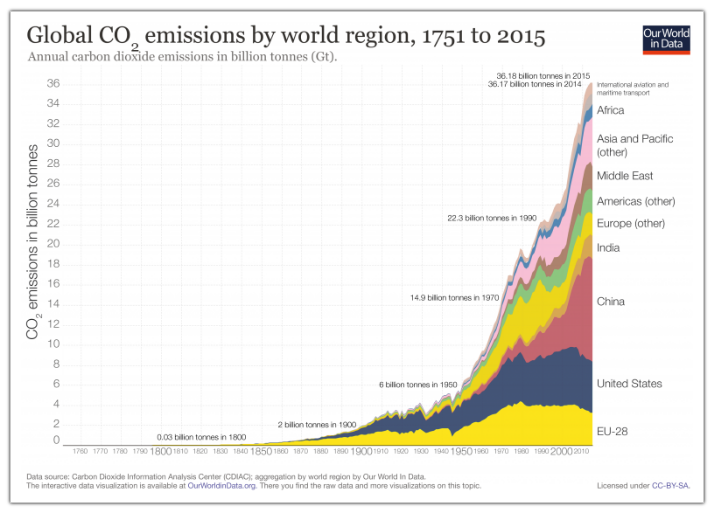 Global CO2 emissions by world region, 1751 to 2015
Our World
in Data
Annual carbon dioxide emissions in billion tonnes (Gt).
36.18 billion tonnes in 2015
36.17 billion tonnes in 2014
22.3 billion tonnes in 1990
14.9 billion tonnes in 1970
6 billion tonnes in 1950
2 billion tonnes in 1900
0.03 billion tonnes in 1800
CO2 emissions in billion tonnes
36
34
32
30
28
26
24
22
20
18
16
14
12
10
8
6
4
2
0
International aviation and
maritime transport
Africa
Asia and Pacific
(other)
Middle East
Americas (other)
Europe (other)
India
China
United States
EU-28
1760 1770 1780 1790 1800 1810 1820 1830 1840 1850 1860 1870 1880 1890 1900 1910 1920 1930 1940 1950 1960 1970 1980 1990 2000 2010
Data source: Carbon Dioxide Information Analysis Center (CDIAC); aggregation by world region by Our World In Data.
The interactive data visualization is available at OurWorldinData.org. There you find the raw data and more visualizations on this topic.
Licensed under CC-BY-SA.